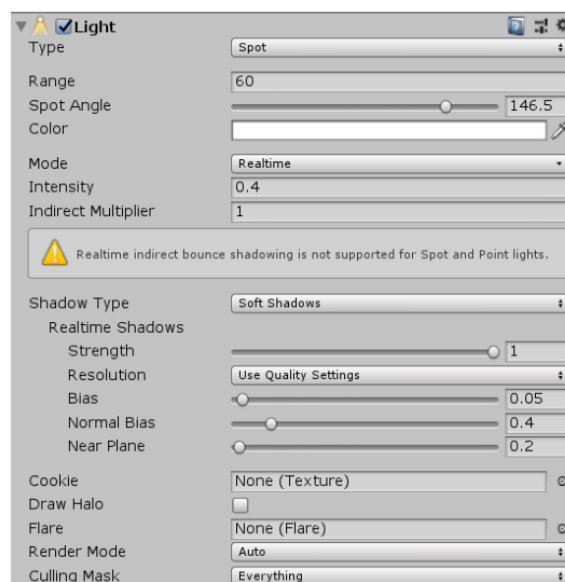 Light
Type Spot
Range 60
Spot Angle 146.5
Color
Mode Realtime
Intensity 0.4
Indirect Multiplier 1
Realtime indirect bounce shadowing is not supported for Spot and Point lights.
Shadow Type Soft Shadows
Realtime Shadows
Strength 1
Resolution Use Quality Settings
Bias 0.05
Normal Bias 0.4
Near Plane 0.2
Cookie None (Texture)
Draw Halo
Flare None (Flare)
Render Mode Auto
Culling Mask Everything